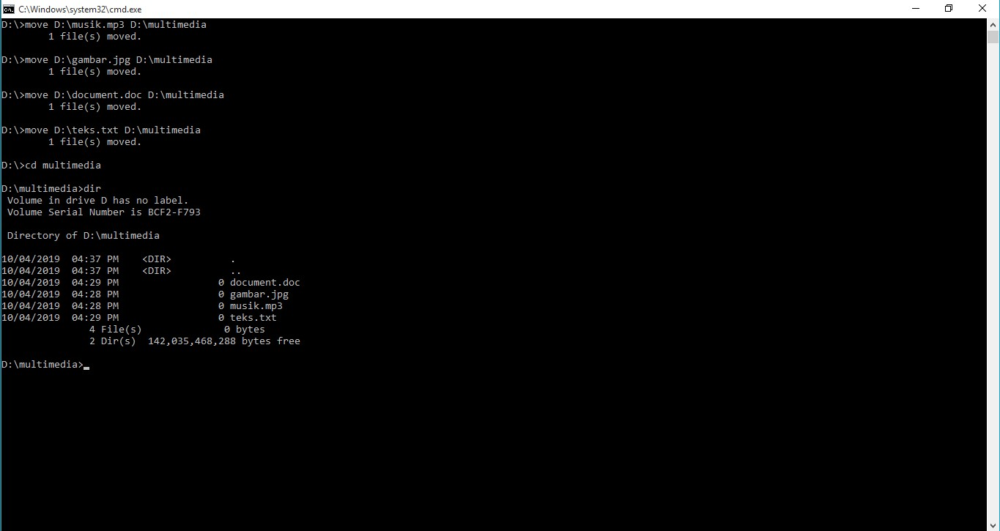 C:\Windows\system32\cmd.exe
D:\>move D:\musik.mp3 D:\multimedia
        1 file(s) moved.
D:\>move D:\gambar.jpg D:\multimedia
        1 file(s) moved.
D:\>move D:\document.doc D:\multimedia
        1 file(s) moved.
D:\>move D:\teks.txt D:\multimedia
        1 file(s) moved.
D:\>cd multimedia
D:\multimedia>dir
 Volume in drive D has no label.
 Volume Serial Number is BCF2-F793
 Directory of D:\multimedia
10/04/2019  04:37 PM    <DIR>          .
10/04/2019  04:37 PM    <DIR>          ..
10/04/2019  04:29 PM                 0 document.doc
10/04/2019  04:28 PM                 0 gambar.jpg
10/04/2019  04:28 PM                 0 musik.mp3
10/04/2019  04:29 PM                 0 teks.txt
               4 File(s)              0 bytes
               2 Dir(s)  142,035,468,288 bytes free
D:\multimedia>